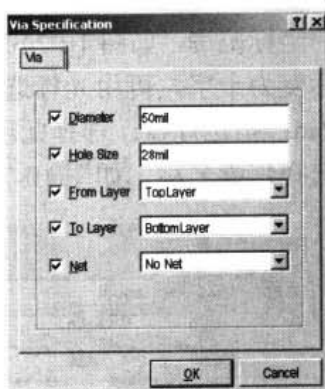 Via Specification
Via
Diameter 50mil
Hole Size 28mil
From Layer TopLayer
To Layer BottomLayer
Net No Net
OK Cancel